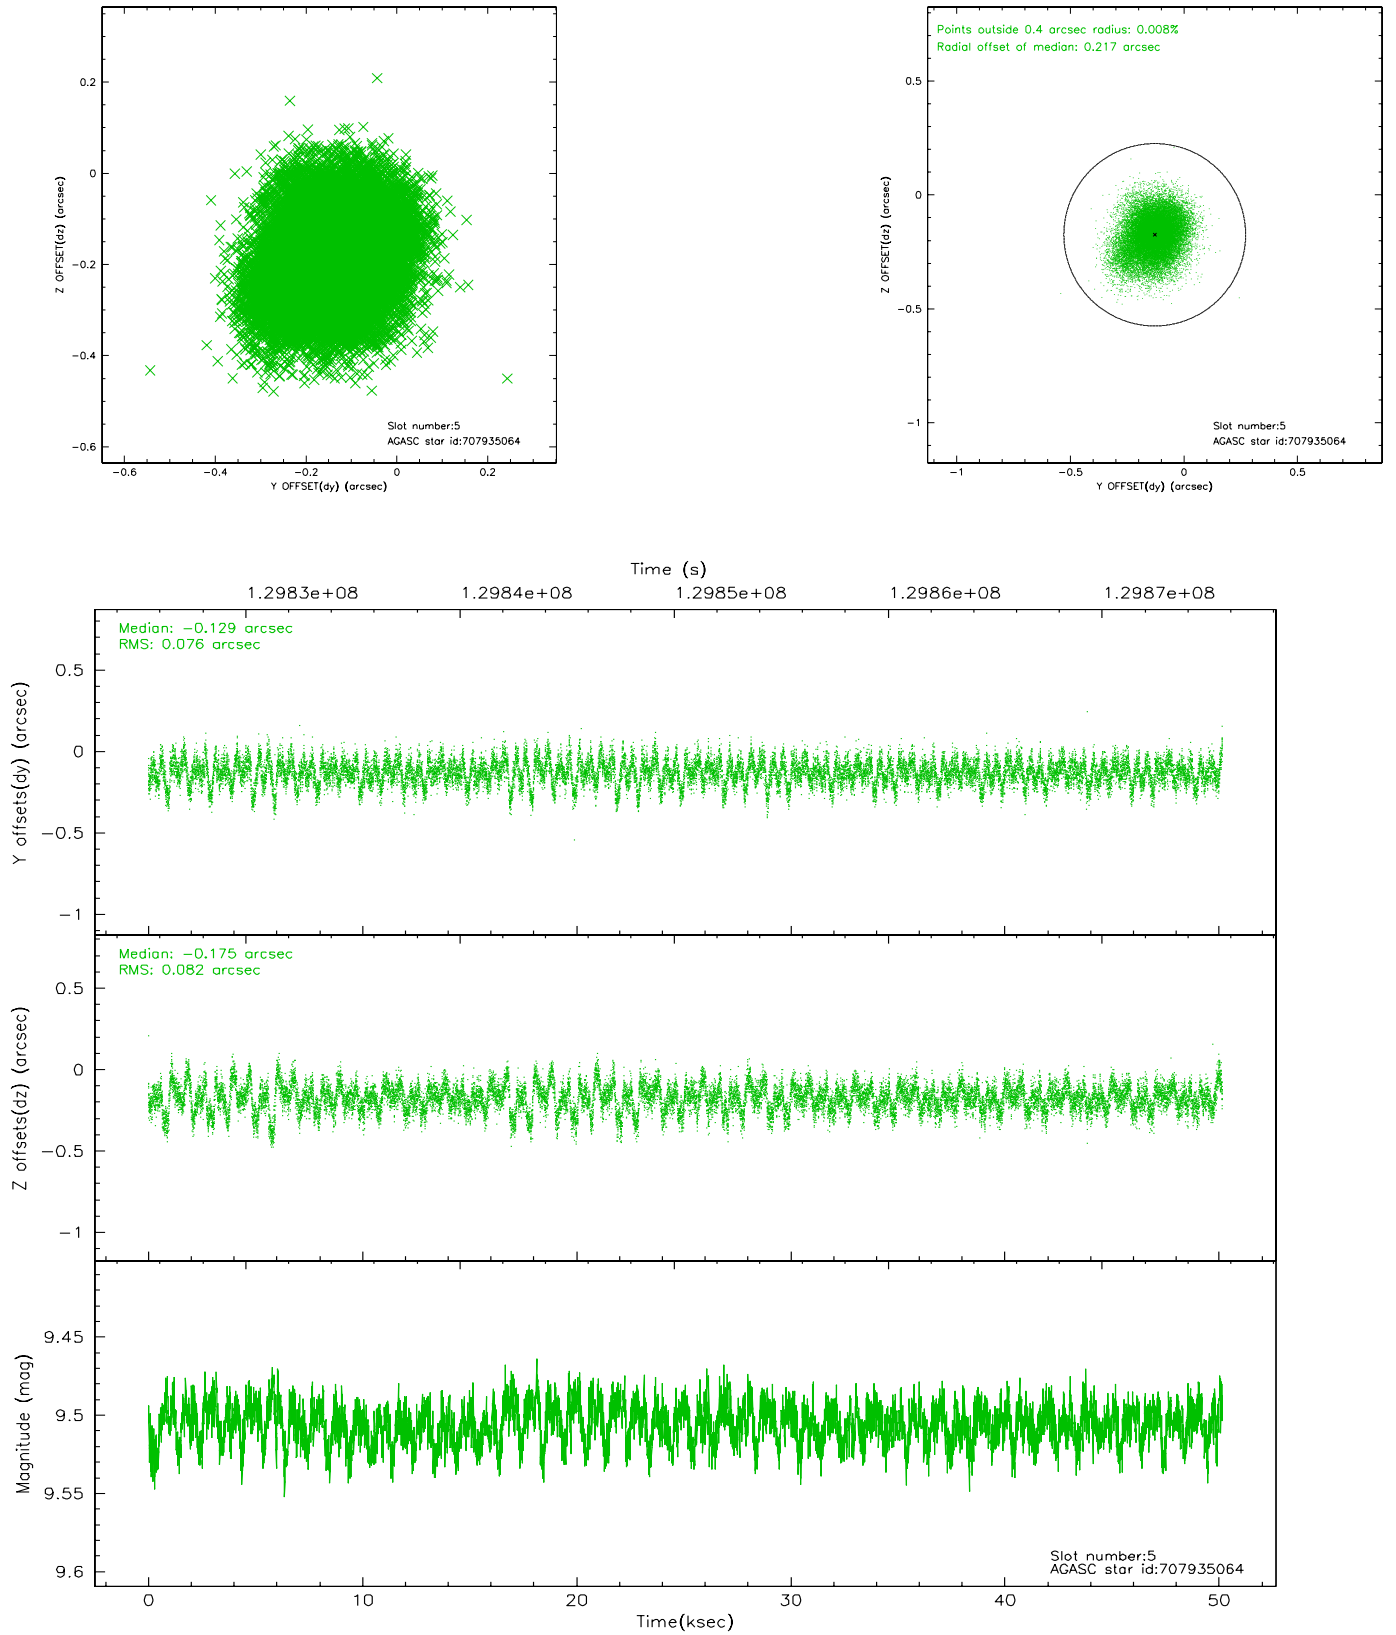 0.2
0
−0.2
−0.4
−0.6
Z OFFSET(dz) (arcsec)
Slot number:5
AGASC star id:707935064
−0.6 −0.4 −0.2 0 0.2
Y OFFSET(dy) (arcsec)
Points outside 0.4 arcsec radius: 0.008%
Radial offset of median: 0.217 arcsec
0.5
0
−0.5
−1
Z OFFSET(dz) (arcsec)
Slot number:5
AGASC star id:707935064
−1 −0.5 0 0.5
Y OFFSET(dy) (arcsec)
Time (s)
1.2983e+08 1.2984e+08 1.2985e+08 1.2986e+08 1.2987e+08
Median: −0.129 arcsec
RMS: 0.076 arcsec
0.5
0
−0.5
−1
Y offsets(dy) (arcsec)
Median: −0.175 arcsec
RMS: 0.082 arcsec
0.5
0
−0.5
−1
Z offsets(dz) (arcsec)
9.45
9.5
9.55
9.6
Magnitude (mag)
Slot number:5
AGASC star id:707935064
0 10 20 30 40 50
Time(ksec)